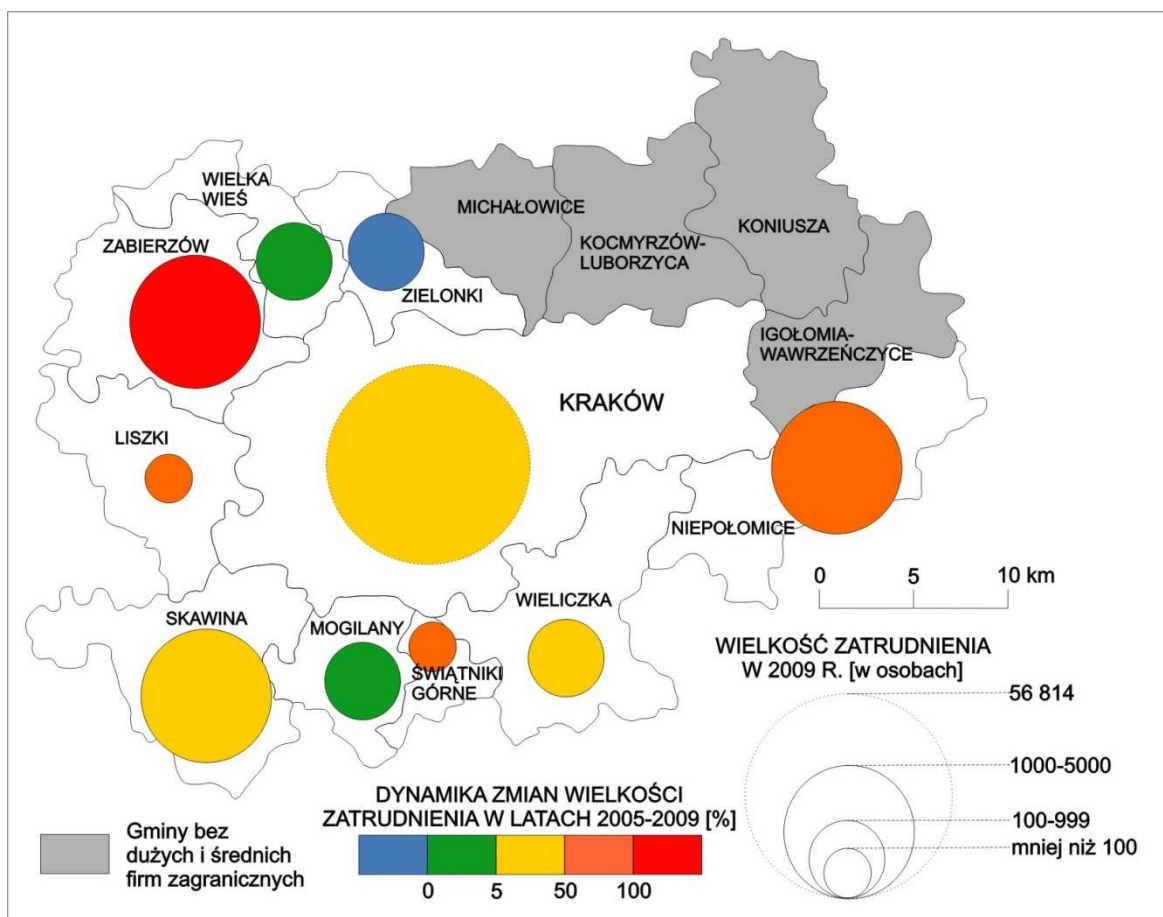 WIELKA
WIEŚ
ZABIERZÓW
MICHAŁOWICE
KOCMYRZÓW-
LUBORZYCA
KONIUSZA
ZIELONKI
IGOŁOMIA-
WAWRZEŃCZYCE
KRAKÓW
LISZKI
NIEPOŁOMICE
SKAWINA
MOGILANY
ŚWIĄTNIKI
GÓRNE
WIELICZKA
0 5 10 km
WIELKOŚĆ ZATRUDNIENIA
W 2009 R. [w osobach]
56 814
1000-5000
100-999
mniej niż 100
DYNAMIKA ZMIAN WIELKOŚCI
ZATRUDNIENIA W LATACH 2005-2009 [%]
0 5 50 100
Gminy bez
dużych i średnich
firm zagranicznych